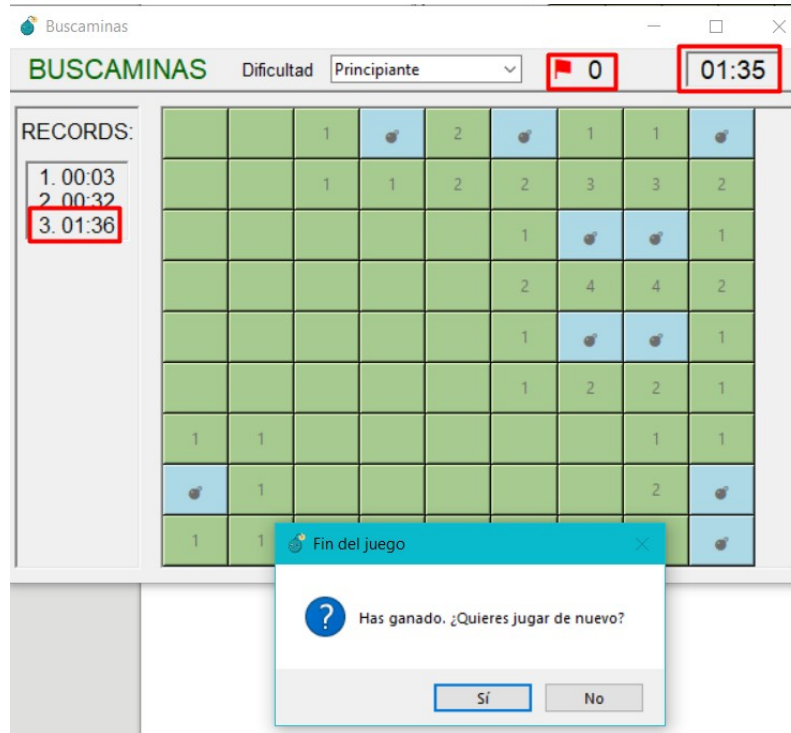 Buscaminas
BUSCAMINAS Dificultad Principiante 0 01:35
RECORDS:
1. 00:03
2. 00:32
3. 01:36
1 2 1 1
1 1 2 2 3 3 2
1 1
2 4 4 2
1 1
1 2 2 1
1 1 1 1
1 2
1 1
Fin del juego
Has ganado. ¿Quieres jugar de nuevo?
Sí No